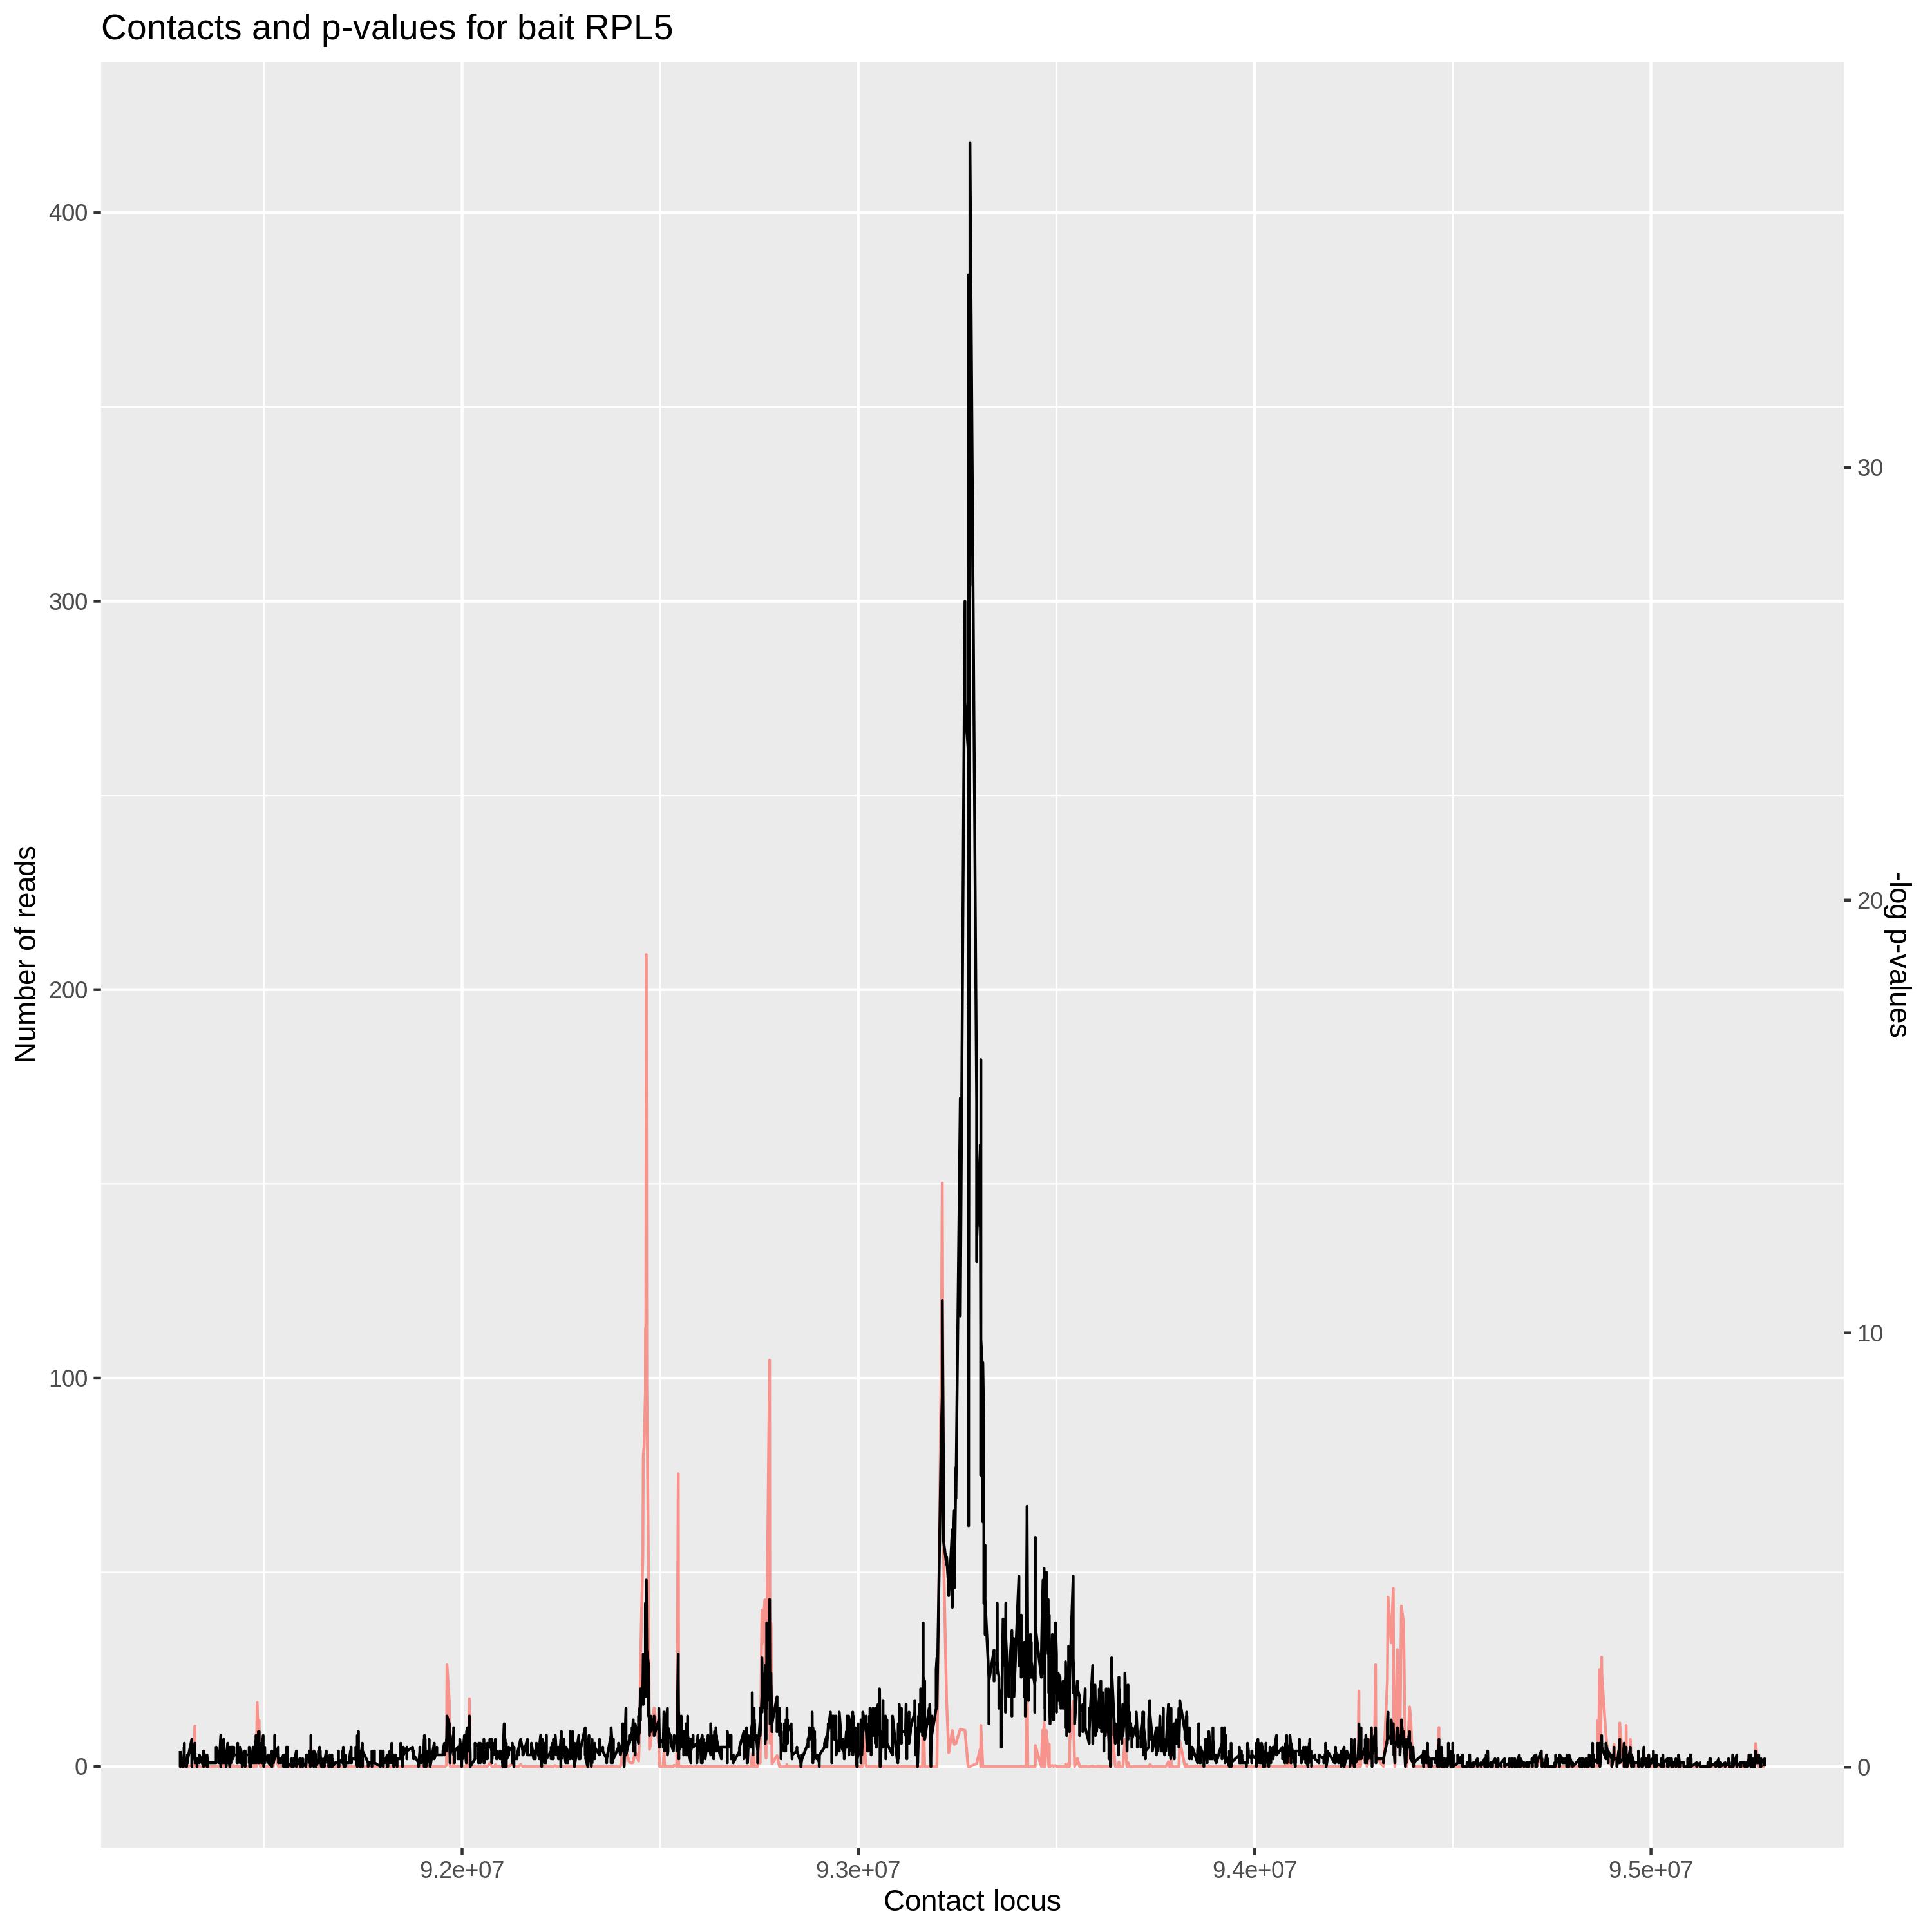 Contacts and p-values for bait RPL5
400
300
200
100
0
Number of reads
30
20
10
0
-log p-values
9.2e+07
9.3e+07
9.4e+07
9.5e+07
Contact locus